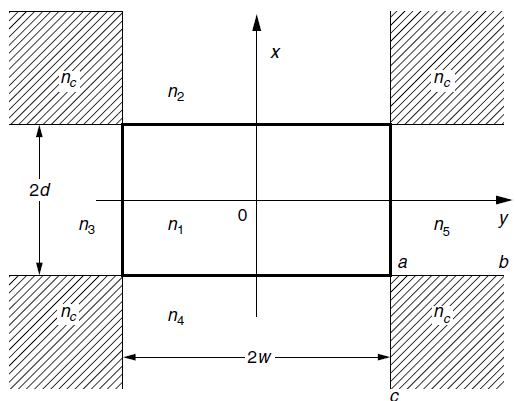 x
n_c n_2 n_c
2d
0 y
n_3 n_1 n_5
a b
n_c n_4 n_c
2w
c